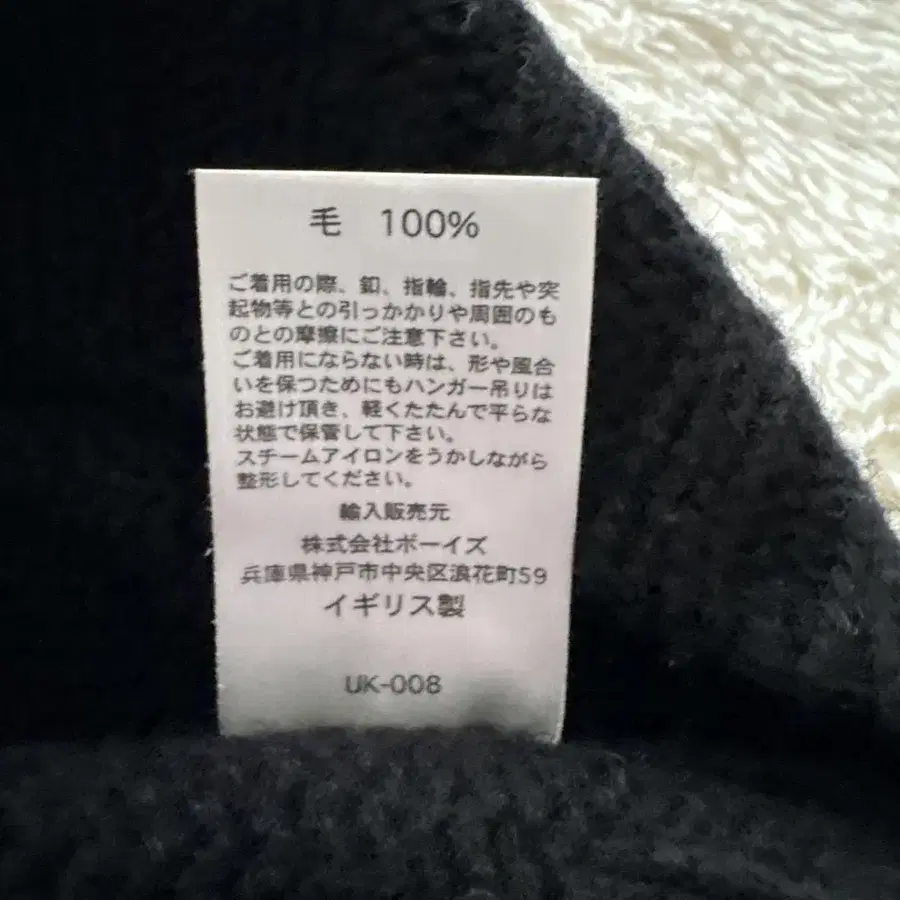 毛 100%
ご着用の際、釦、指輪、指先や突
起物等との引っかかりや周囲のも
のとの摩擦にご注意下さい。
ご着用にならない時は、形や風合
いを保つためにもハンガー吊りは
お避け頂き、軽くたたんで平らな
状態で保管して下さい。
スチームアイロンをうかしながら
整形してください。
輸入販売元
株式会社ボーイズ
兵庫県神戸市中央区浪花町59
イギリス製
UK-008